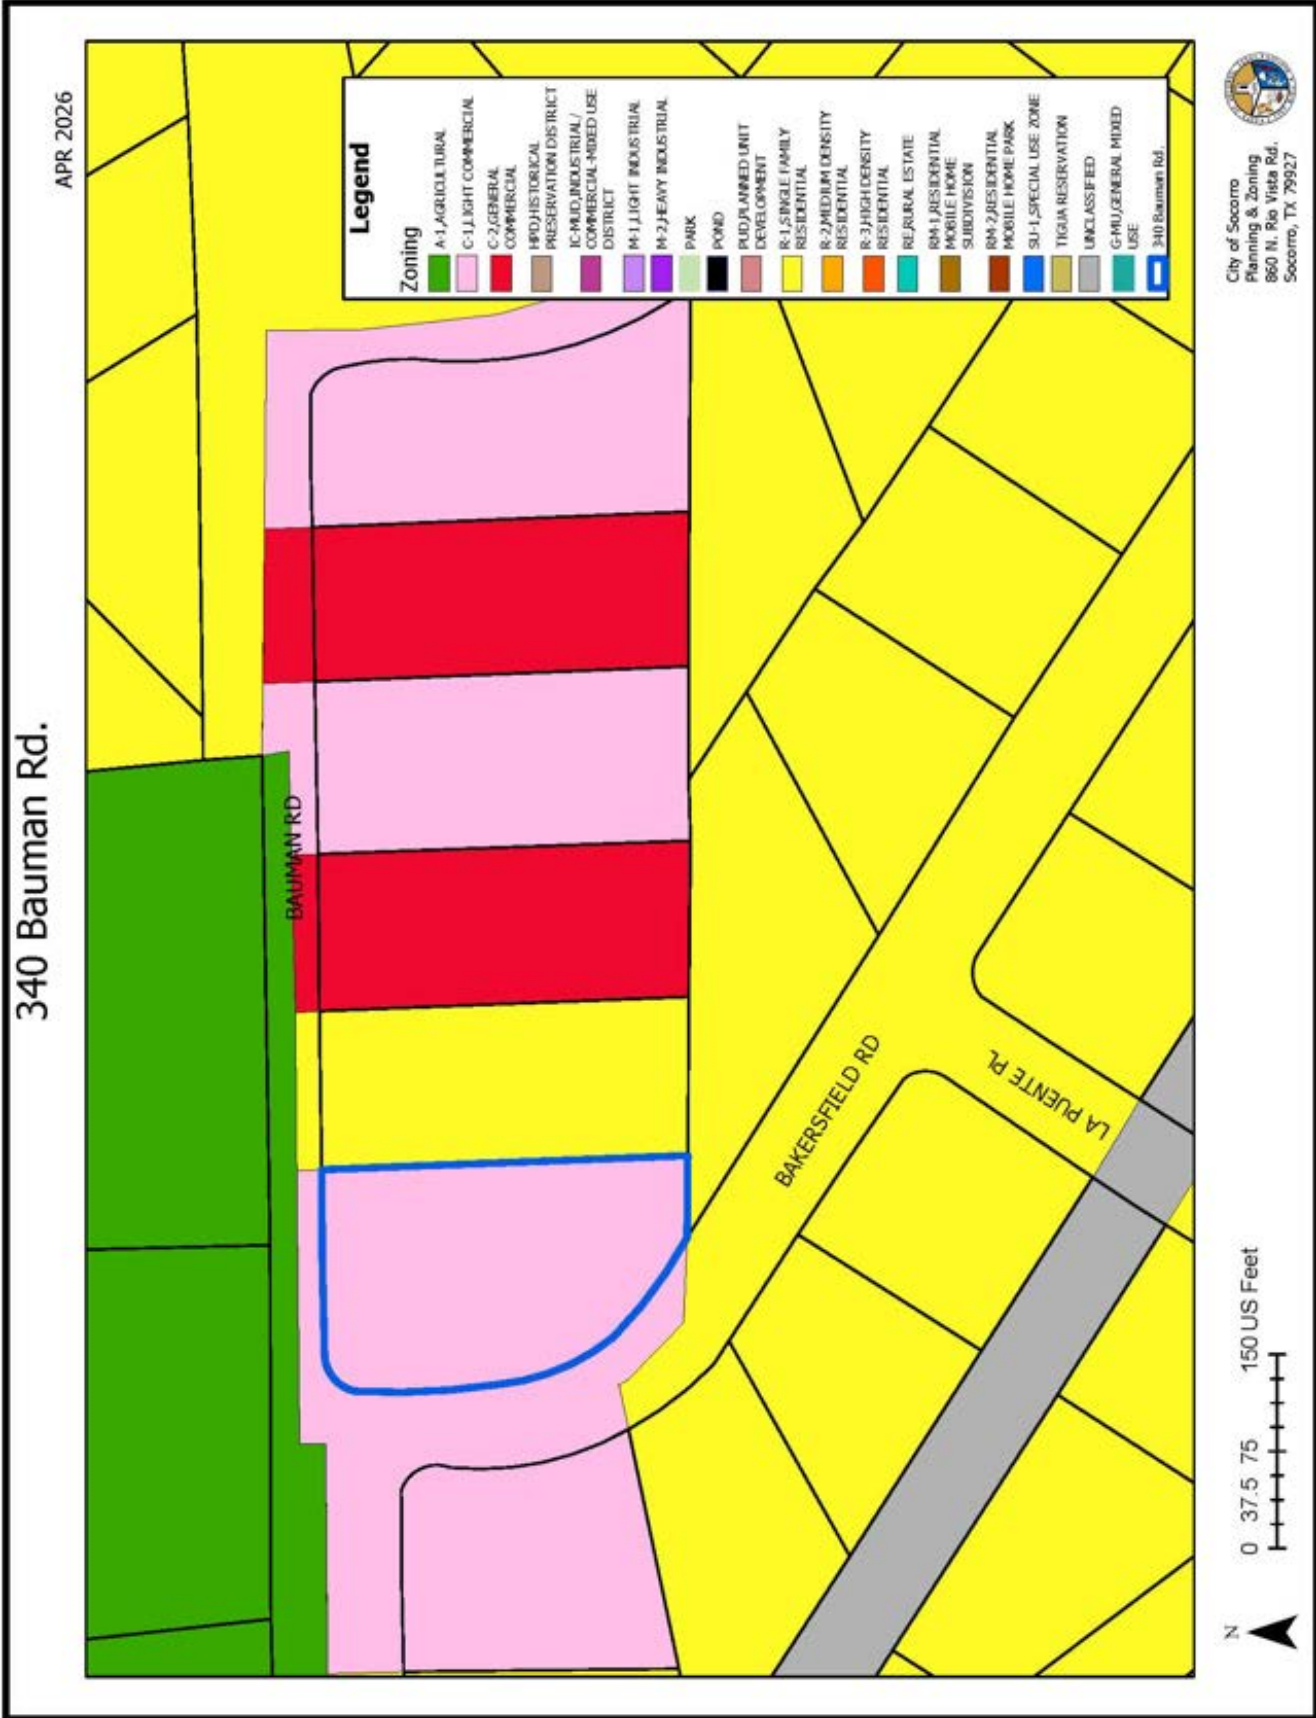 340 Bauman Rd.
APR 2026
BAUMAN RD
BAKERSFIELD RD
LA PUENTE PL
Legend
Zoning
A-1,AGRICULTURAL
C-1,LIGHT COMMERCIAL
C-2,GENERAL
COMMERCIAL
HPD,HISTORICAL
PRESERVATION DISTRICT
IC-MUD,INDUSTRIAL/
COMMERCIAL-MIXED USE
DISTRICT
M-1,LIGHT INDUSTRIAL
M-2,HEAVY INDUSTRIAL
PARK
POND
PUD,PLANNED UNIT
DEVELOPMENT
R-1,SINGLE FAMILY
RESIDENTIAL
R-2,MEDIUM DENSITY
RESIDENTIAL
R-3,HIGH DENSITY
RESIDENTIAL
RE,RURAL ESTATE
RM-1,RESIDENTIAL
MOBILE HOME
SUBDIVISION
RM-2,RESIDENTIAL
MOBILE HOME PARK
SU-1,SPECIAL USE ZONE
TIGUA RESERVATION
UNCLASSIFIED
G-MU,GENERAL MIXED
USE
340 Bauman Rd.
N
0 37.5 75 150 US Feet
City of Socorro
Planning & Zoning
860 N. Rio Vista Rd.
Socorro, TX 79927